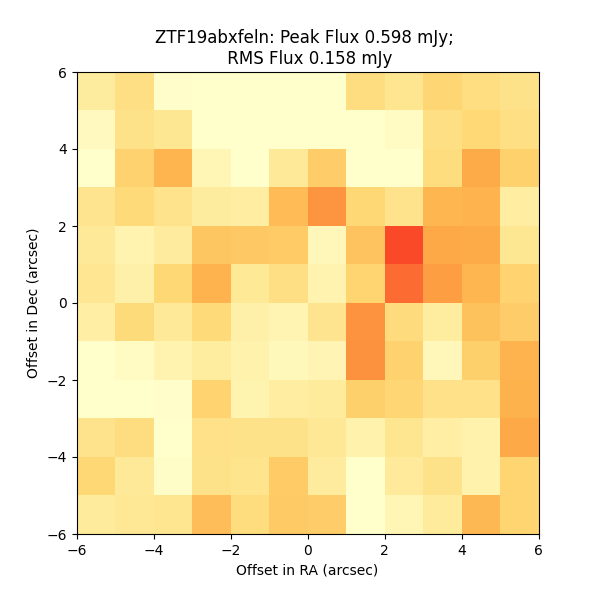 ZTF19abxfeln: Peak Flux 0.598 mJy;
RMS Flux 0.158 mJy
6
4
2
0
−2
−4
−6
Offset in Dec (arcsec)
−6 −4 −2 0 2 4 6
Offset in RA (arcsec)